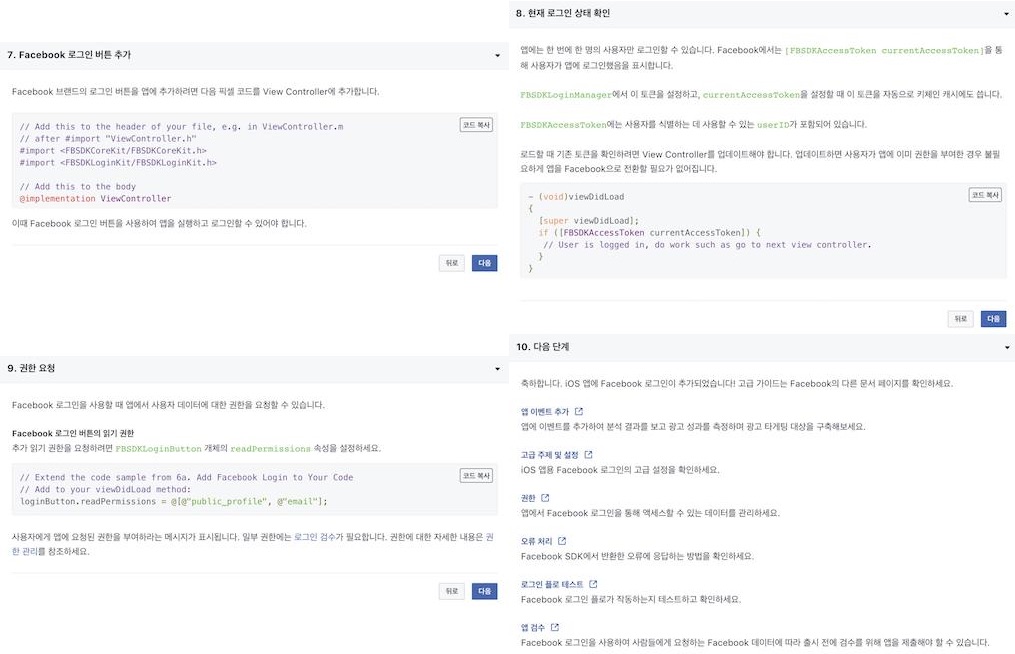 7. Facebook 로그인 버튼 추가
Facebook 브랜드의 로그인 버튼을 앱에 추가하려면 다음 픽셀 코드를 View Controller에 추가합니다.
코드 복사
// Add this to the header of your file, e.g. in ViewController.m
// after #import "ViewController.h"
#import <FBSDKCoreKit/FBSDKCoreKit.h>
#import <FBSDKLoginKit/FBSDKLoginKit.h>
// Add this to the body
@implementation ViewController
이때 Facebook 로그인 버튼을 사용하여 앱을 실행하고 로그인할 수 있어야 합니다.
뒤로
다음
8. 현재 로그인 상태 확인
앱에는 한 번에 한 명의 사용자만 로그인할 수 있습니다. Facebook에서는 [FBSDKAccessToken currentAccessToken]을 통
해 사용자가 앱에 로그인했음을 표시합니다.
FBSDKLoginManager에서 이 토큰을 설정하고, currentAccessToken을 설정할 때 이 토큰을 자동으로 키체인 캐시에도 씁니다.
FBSDKAccessToken에는 사용자를 식별하는 데 사용할 수 있는 userID가 포함되어 있습니다.
로드할 때 기존 토큰을 확인하려면 View Controller를 업데이트해야 합니다. 업데이트하면 사용자가 앱에 이미 권한을 부여한 경우 불필
요하게 앱을 Facebook으로 전환할 필요가 없어집니다.
코드 복사
- (void)viewDidLoad
{
[super viewDidLoad];
if ([FBSDKAccessToken currentAccessToken]) {
// User is logged in, do work such as go to next view controller.
}
}
뒤로
다음
9. 권한 요청
Facebook 로그인을 사용할 때 앱에서 사용자 데이터에 대한 권한을 요청할 수 있습니다.
Facebook 로그인 버튼의 읽기 권한
추가 읽기 권한을 요청하려면 FBSDKLoginButton 개체의 readPermissions 속성을 설정하세요.
코드 복사
// Extend the code sample from 6a. Add Facebook Login to Your Code
// Add to your viewDidLoad method:
loginButton.readPermissions = @[@"public_profile", @"email"];
사용자에게 앱에 요청된 권한을 부여하라는 메시지가 표시됩니다. 일부 권한에는 로그인 검수가 필요합니다. 권한에 대한 자세한 내용은 권
한 관리를 참조하세요.
뒤로
다음
10. 다음 단계
축하합니다. iOS 앱에 Facebook 로그인이 추가되었습니다! 고급 가이드는 Facebook의 다른 문서 페이지를 확인하세요.
앱 이벤트 추가
앱에 이벤트를 추가하여 분석 결과를 보고 광고 성과를 측정하며 광고 타게팅 대상을 구축해보세요.
고급 주제 및 설정
iOS 앱용 Facebook 로그인의 고급 설정을 확인하세요.
권한
앱에서 Facebook 로그인을 통해 액세스할 수 있는 데이터를 관리하세요.
오류 처리
Facebook SDK에서 반환한 오류에 응답하는 방법을 확인하세요.
로그인 플로 테스트
Facebook 로그인 플로가 작동하는지 테스트하고 확인하세요.
앱 검수
Facebook 로그인을 사용하여 사람들에게 요청하는 Facebook 데이터에 따라 출시 전에 검수를 위해 앱을 제출해야 할 수 있습니다.